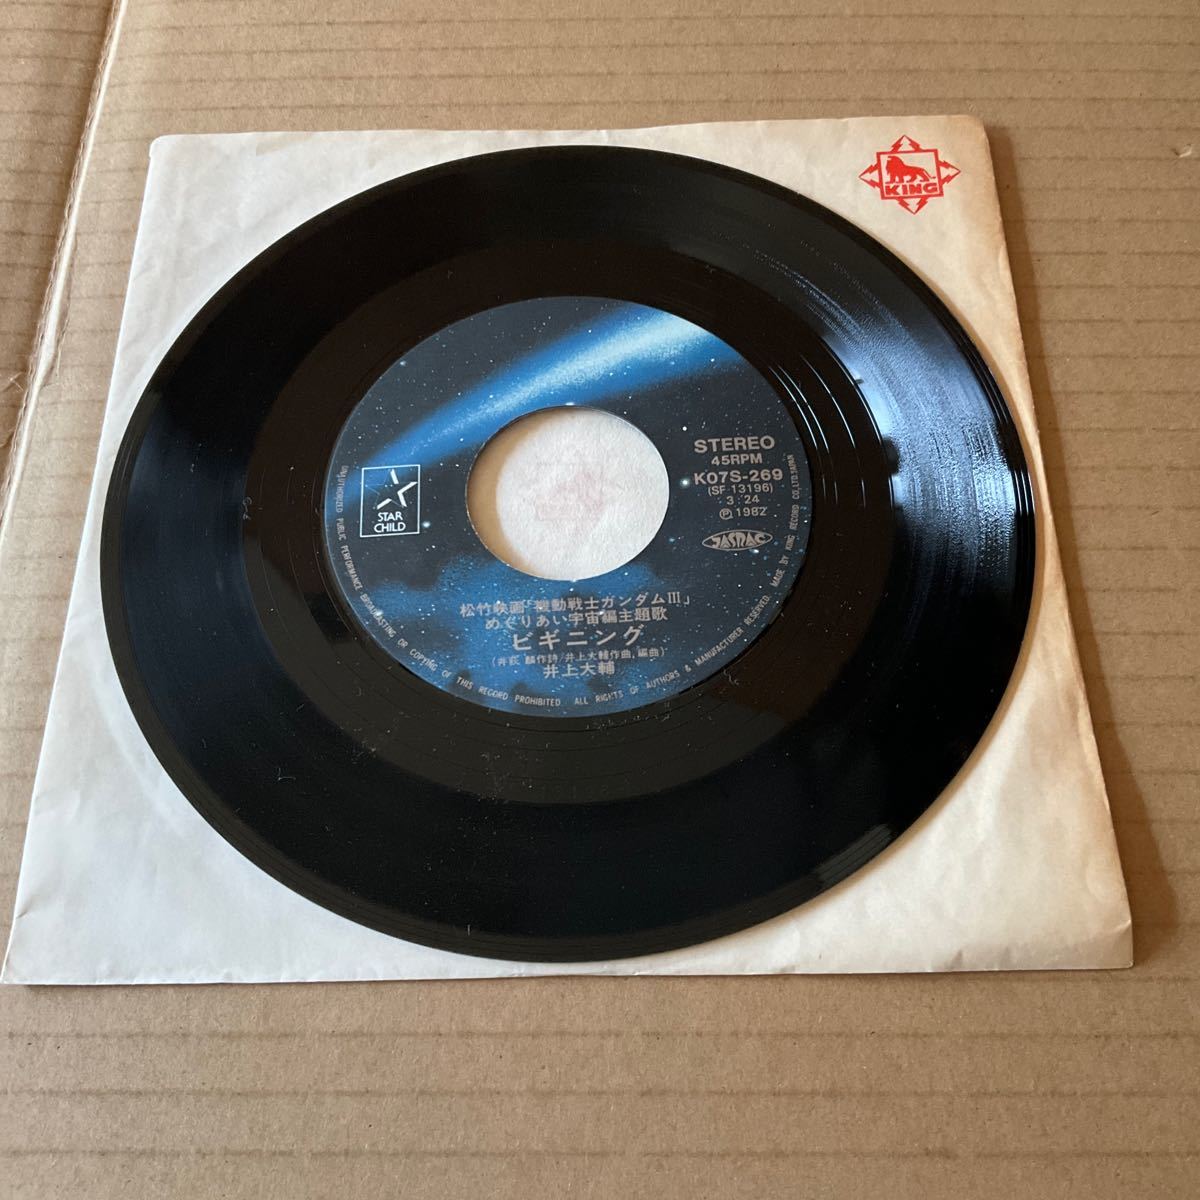 KING
STEREO
45RPM
K07S-269
(SF-13196)
3:24
Ⓟ1982
JASRAC
STAR
CHILD
松竹映画「機動戦士ガンダムIII」
めぐりあい宇宙編主題歌
ビギニング
(井荻 麟作詩/井上大輔作曲,編曲)
井上大輔
UNAUTHORIZED PUBLIC PERFORMANCE BROADCASTING OR COPYING OF THIS RECORD PROHIBITED. ALL RIGHTS OF AUTHORS & MANUFACTURER RESERVED. MADE BY KING RECORD CO., LTD. JAPAN